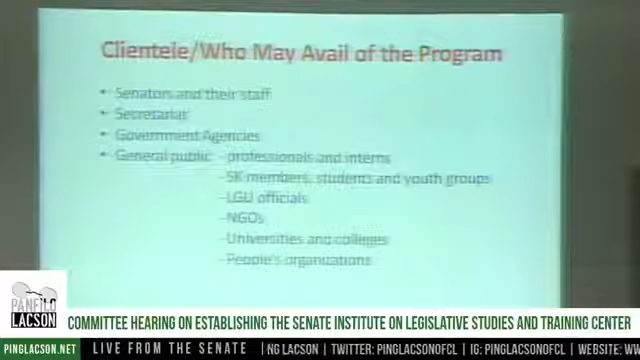 Clientele/Who May Avail of the Program
• Senators and their staff
• Secretariat
• Government Agencies
• General public -professionals and interns
-SK members, students and youth groups
-LGU officials
-NGOs
-Universities and colleges
-People's organizations
PANFILO
LACSON
COMMITTEE HEARING ON ESTABLISHING THE SENATE INSTITUTE ON LEGISLATIVE STUDIES AND TRAINING CENTER
PINGLACSON.NET LIVE FROM THE SENATE NG LACSON | TWITTER: PINGLACSONOFCL | IG: PINGLACSONOFCL | WEBSITE: W